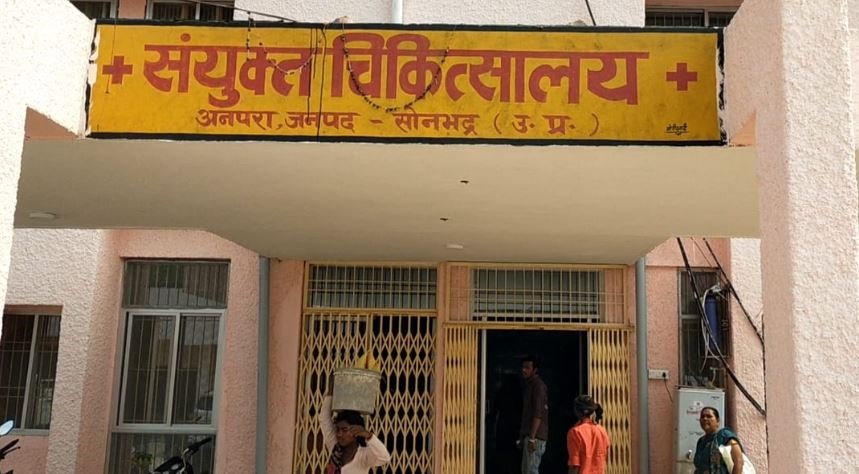 + संयुक्त चिकित्सालय +
अनपरा, जनपद - सोनभद्र ( उ. प्र. )